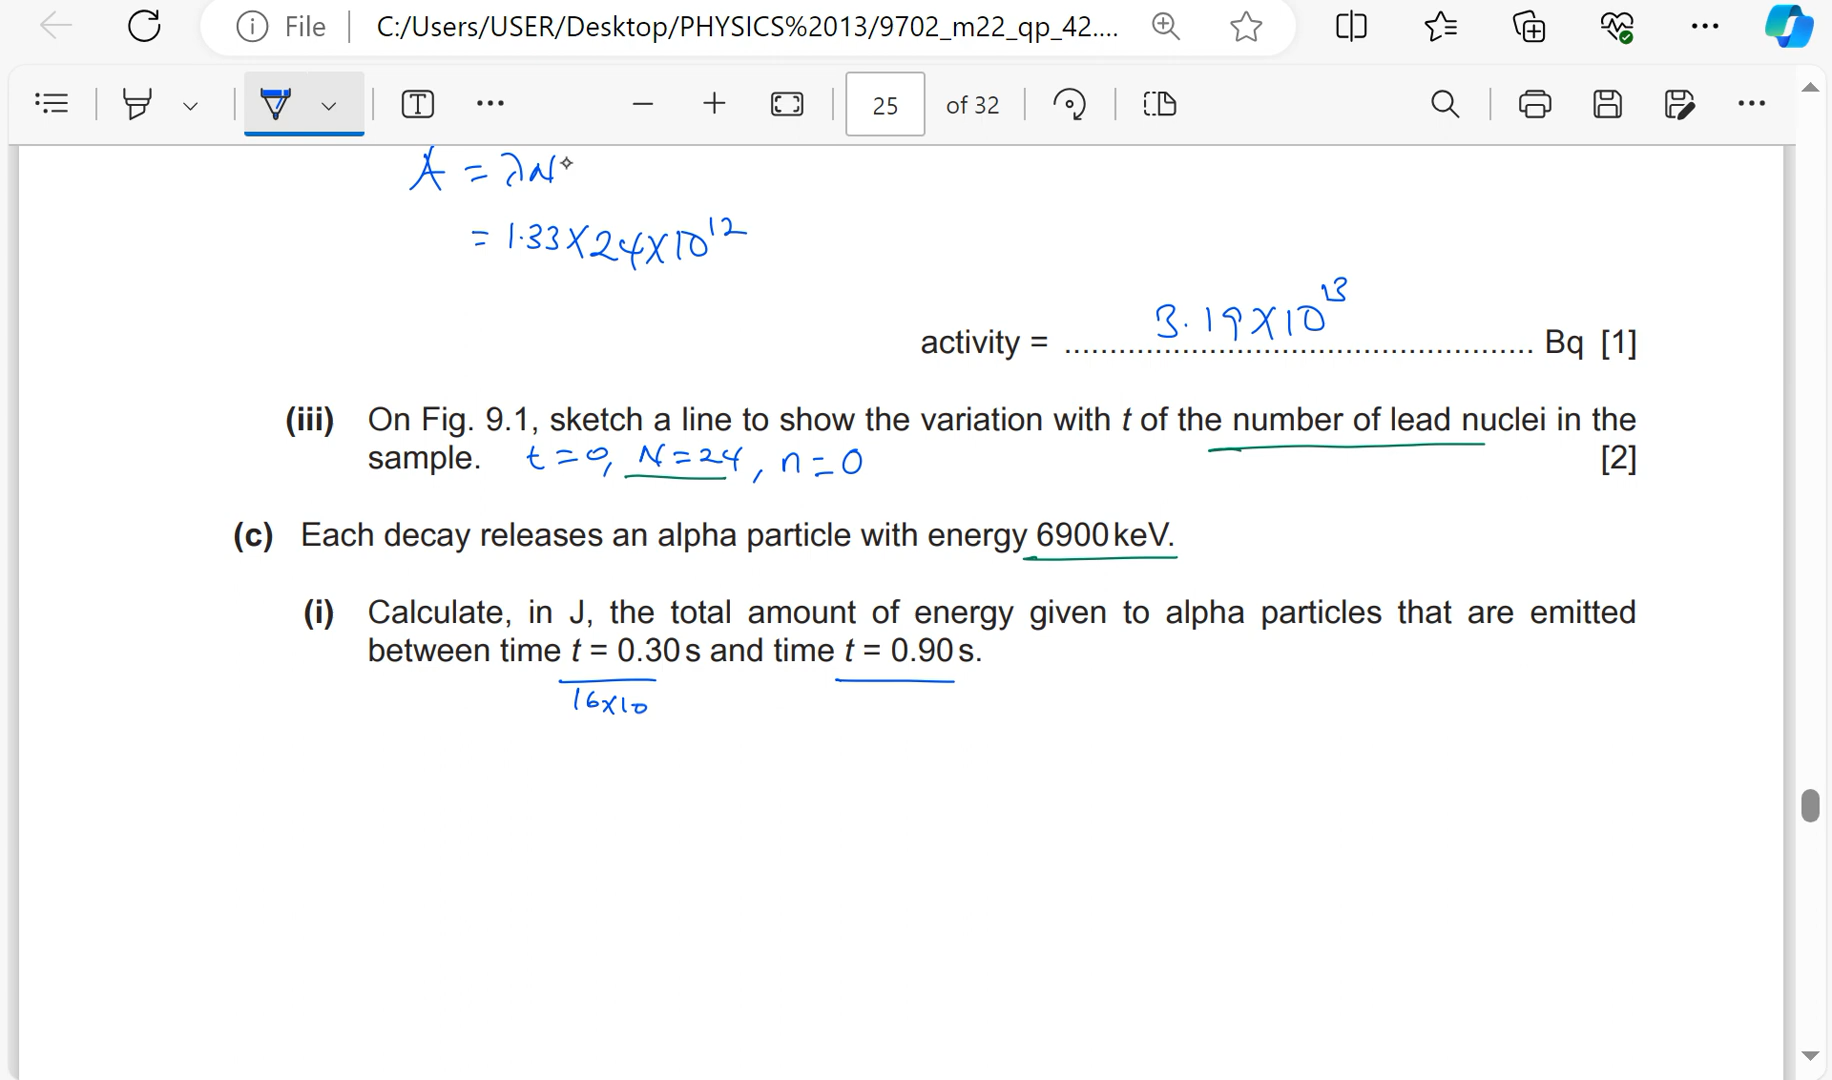 File C:/Users/USER/Desktop/PHYSICS%2013/9702_m22_qp_42....
25 of 32
A = λN
= 1.33×24×10^12
3.19×10^13
activity = .................................................... Bq [1]
(iii) On Fig. 9.1, sketch a line to show the variation with t of the number of lead nuclei in the
sample. t=0, N=24, n=0 [2]
(c) Each decay releases an alpha particle with energy 6900 keV.
(i) Calculate, in J, the total amount of energy given to alpha particles that are emitted
between time t = 0.30 s and time t = 0.90 s.
16×10